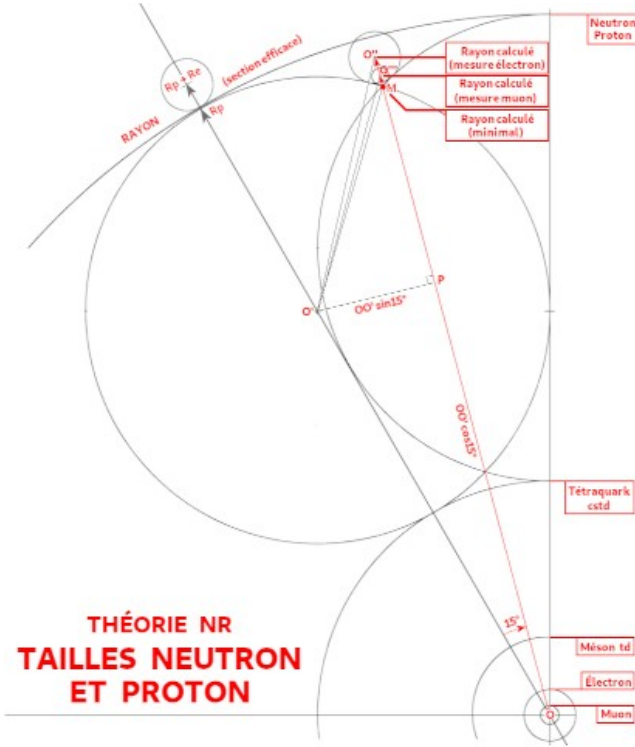 Neutron
Proton
O''
Rayon calculé
(mesure électron)
Rayon calculé
(mesure muon)
Rayon calculé
(minimal)
M
Rp + Re
Rp
RAYON
(section efficace)
P
O'
OO' sin15°
OO' cos15°
Tétraquark
cstd
15°
Méson td
Électron
O
Muon
THÉORIE NR
TAILLES NEUTRON
ET PROTON